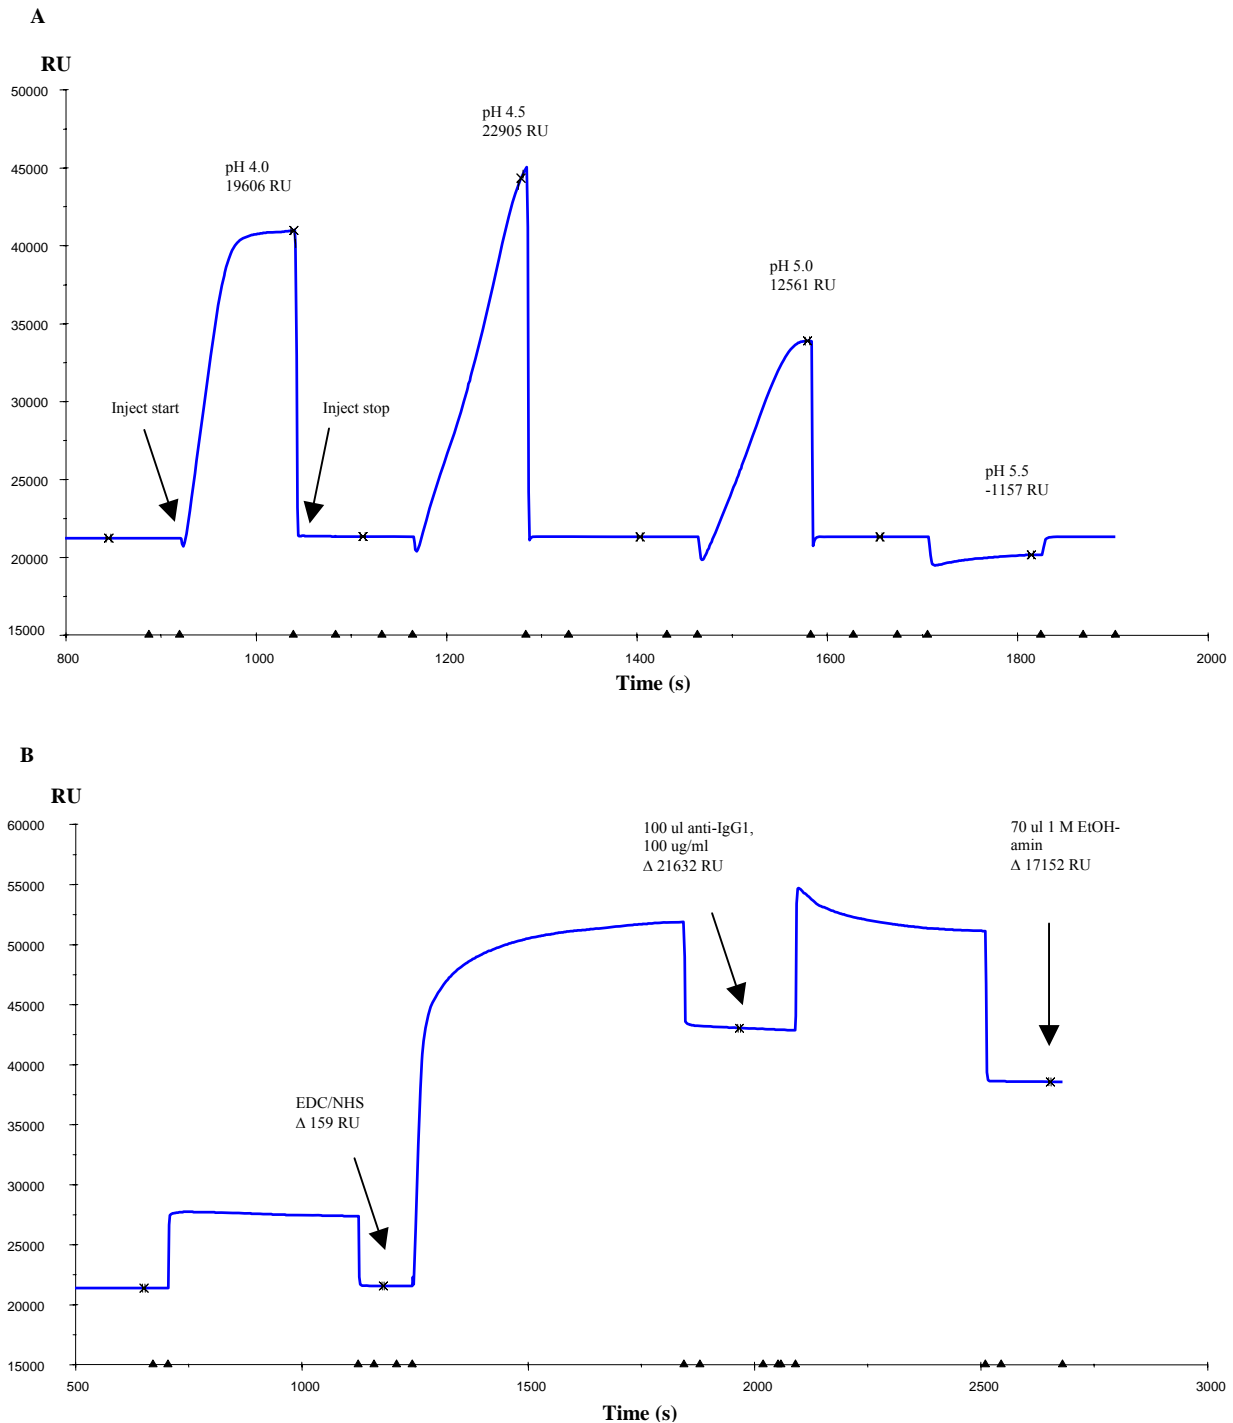 A
RU
50000
45000
40000
35000
30000
25000
20000
15000
pH 4.0
19606 RU
pH 4.5
22905 RU
pH 5.0
12561 RU
pH 5.5
-1157 RU
Inject start
Inject stop
800
1000
1200
1400
1600
1800
2000
Time (s)
B
RU
60000
55000
50000
45000
40000
35000
30000
25000
20000
15000
EDC/NHS
Δ 159 RU
100 ul anti-IgG1,
100 ug/ml
Δ 21632 RU
70 ul 1 M EtOH-
amin
Δ 17152 RU
500
1000
1500
2000
2500
3000
Time (s)